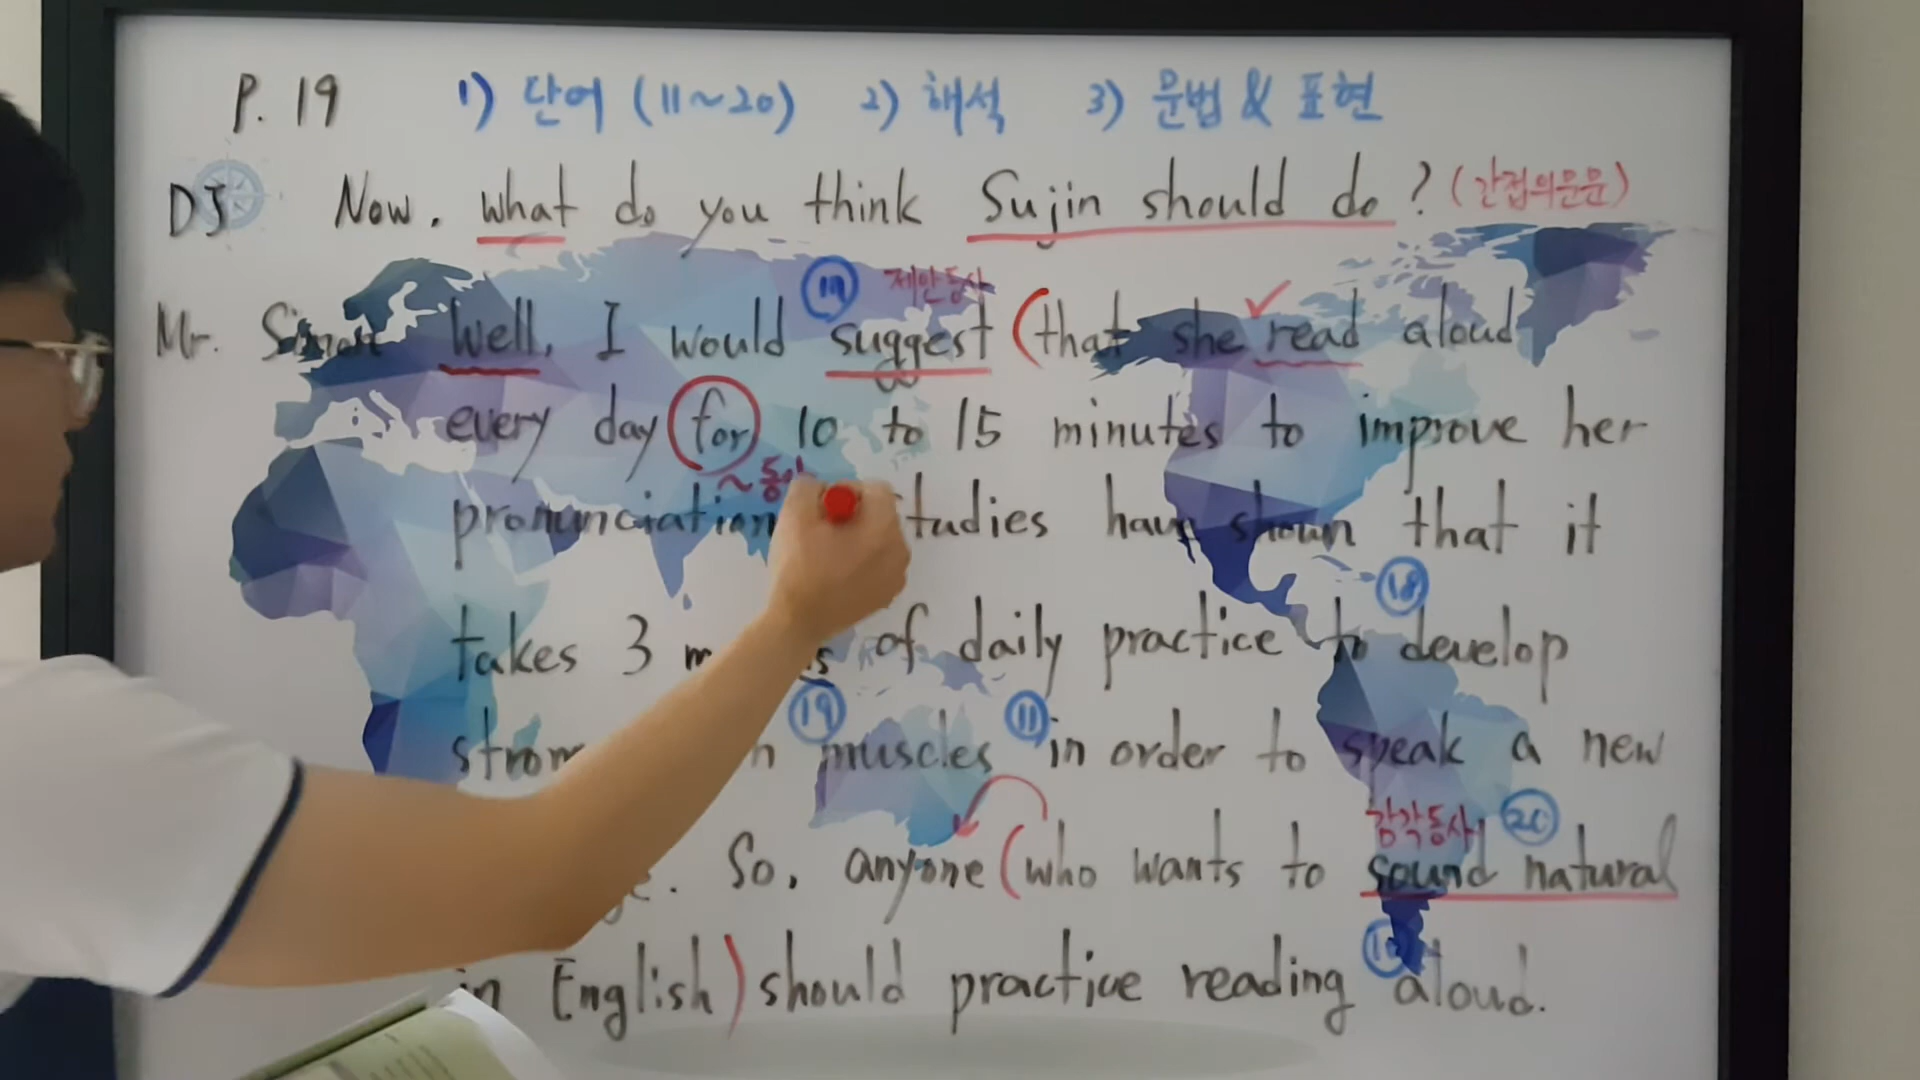 P. 19 1) 단어 (11~20) 2) 해석 3) 문법 & 표현
DJ Now, what do you think Sujin should do? (간접의문문)
17 제안동사
Mr. Simon Well, I would suggest (that she read aloud
every day for 10 to 15 minutes to improve her
~동
pronunciation tudies have shown that it
18
takes 3 of daily practice to develop
19 11
muscles in order to speak a new
감각동사 20
So, anyone (who wants to sound natural
in English) should practice reading aloud.